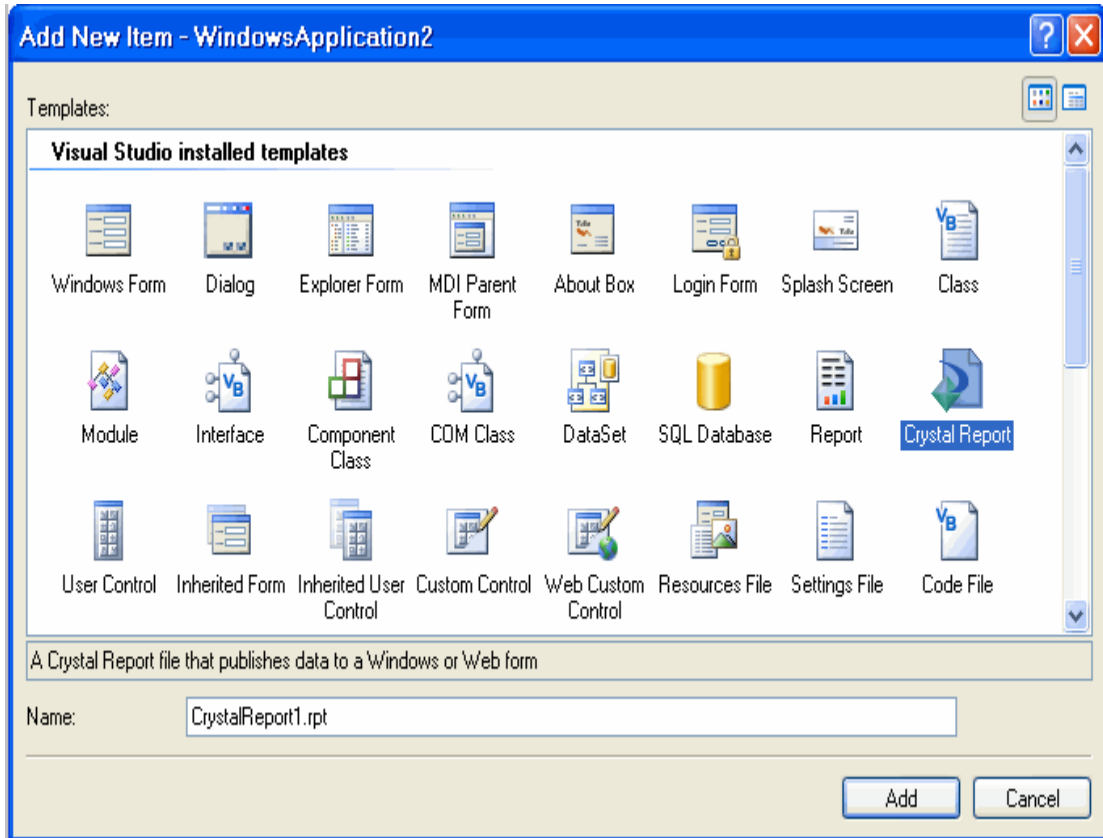 Add New Item - WindowsApplication2
Templates:
Visual Studio installed templates
Windows Form
Dialog
Explorer Form
MDI Parent
Form
About Box
Login Form
Splash Screen
Class
Module
Interface
Component
Class
COM Class
DataSet
SQL Database
Report
Crystal Report
User Control
Inherited Form
Inherited User
Control
Custom Control
Web Custom
Control
Resources File
Settings File
Code File
A Crystal Report file that publishes data to a Windows or Web form
Name:
CrystalReport1.rpt
Add
Cancel